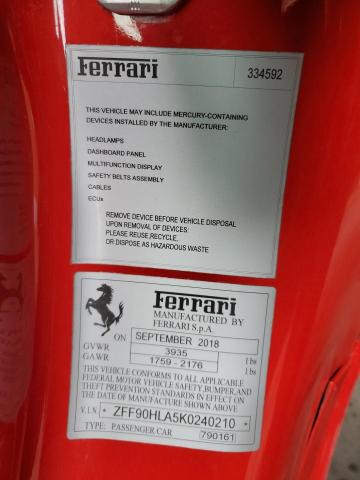 Ferrari 334592
THIS VEHICLE MAY INCLUDE MERCURY-CONTAINING
DEVICES INSTALLED BY THE MANUFACTURER:
HEADLAMPS
DASHBOARD PANEL
MULTIFUNCTION DISPLAY
SAFETY BELTS ASSEMBLY
CABLES
ECUs
REMOVE DEVICE BEFORE VEHICLE DISPOSAL
UPON REMOVAL OF DEVICES:
PLEASE REUSE,RECYCLE,
OR DISPOSE AS HAZARDOUS WASTE
Ferrari
MANUFACTURED BY
FERRARI S.p.A.
ON SEPTEMBER 2018
GVWR 3935 lbs
GAWR 1759 - 2176 lbs
THIS VEHICLE CONFORMS TO ALL APPLICABLE
FEDERAL MOTOR VEHICLE SAFETY,BUMPER,AND
THEFT PREVENTION STANDARDS IN EFFECT ON
THE DATE OF MANUFACTURE SHOWN ABOVE
V.I.N. * ZFF90HLA5K0240210 *
TYPE: PASSENGER CAR 790161